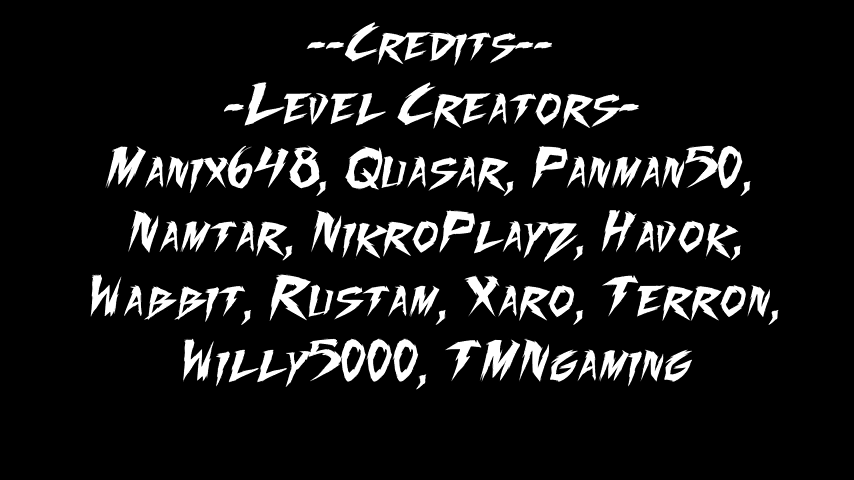 --Credits--
-Level Creators-
Manix648, Quasar, Panman50,
Namtar, NikroPlayz, Havok,
Wabbit, Rustam, Xaro, Terron,
Willy5000, TMNgaming